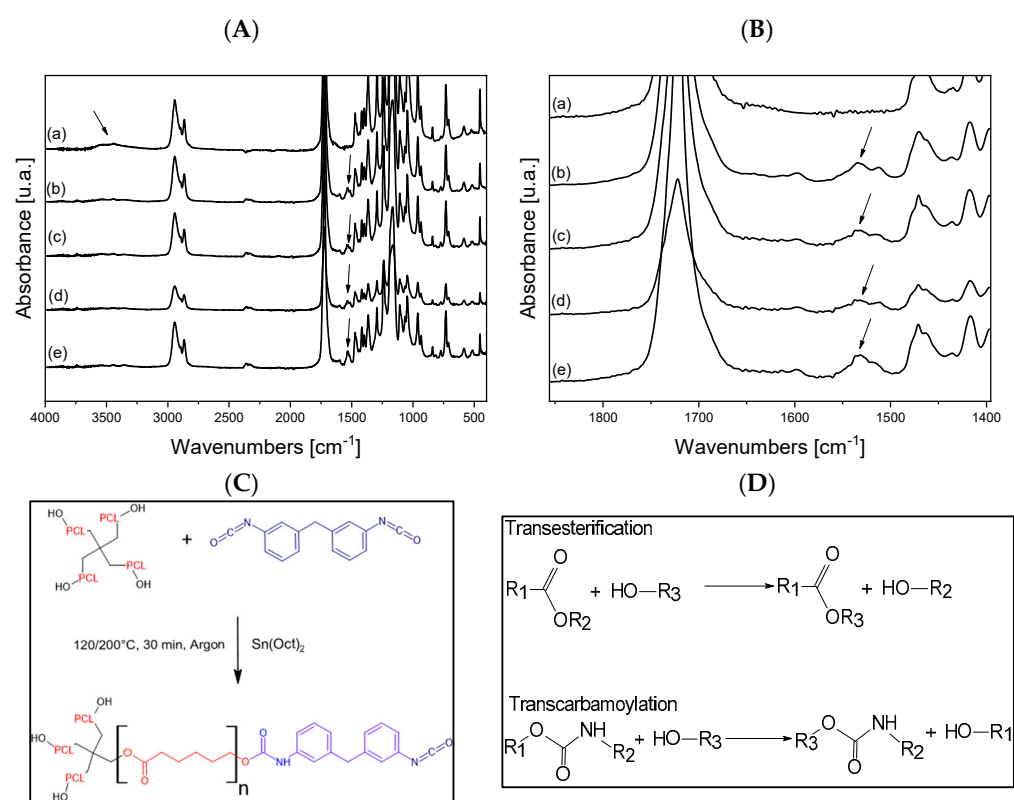 (A)
(B)
(a)
(b)
(c)
(d)
(e)
Absorbance [u.a.]
4000 3500 3000 2500 2000 1500 1000 500
Wavenumbers [cm⁻¹]
(a)
(b)
(c)
(d)
(e)
Absorbance [u.a.]
1800 1700 1600 1500 1400
Wavenumbers [cm⁻¹]
(C)
(D)
HO PCL OH
PCL
PCL
HO PCL OH
+
O=C=N N=C=O
120/200°C, 30 min, Argon Sn(Oct)₂
OH
PCL
HO PCL
PCL
HO
O O n O O NH N=C=O
Transesterification
R1 O OR2 + HO-R3 R1 O OR3 + HO-R2
Transcarbamoylation
R1 O O NH R2 + HO-R3 R3 O O NH R2 + HO-R1